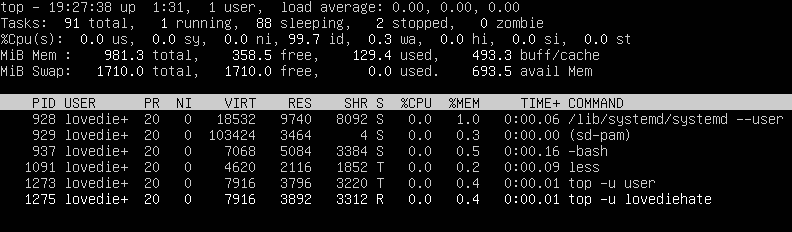 top - 19:27:38 up  1:31,  1 user,  load average: 0.00, 0.00, 0.00
Tasks:  91 total,   1 running,  88 sleeping,   2 stopped,   0 zombie
%Cpu(s):  0.0 us,  0.0 sy,  0.0 ni, 99.7 id,  0.3 wa,  0.0 hi,  0.0 si,  0.0 st
MiB Mem :    981.3 total,    358.5 free,    129.4 used,    493.3 buff/cache
MiB Swap:   1710.0 total,   1710.0 free,      0.0 used.    693.5 avail Mem
PID USER      PR  NI    VIRT    RES    SHR S  %CPU  %MEM     TIME+ COMMAND
928 lovedie+  20   0   18532   9740   8092 S   0.0   1.0   0:00.06 /lib/systemd/systemd --user
929 lovedie+  20   0  103424   3464      4 S   0.0   0.3   0:00.00 (sd-pam)
937 lovedie+  20   0    7068   5084   3384 S   0.0   0.5   0:00.16 -bash
1091 lovedie+  20   0    4620   2116   1852 T   0.0   0.2   0:00.09 less
1273 lovedie+  20   0    7916   3796   3220 T   0.0   0.4   0:00.01 top -u user
1275 lovedie+  20   0    7916   3892   3312 R   0.0   0.4   0:00.01 top -u lovediehate